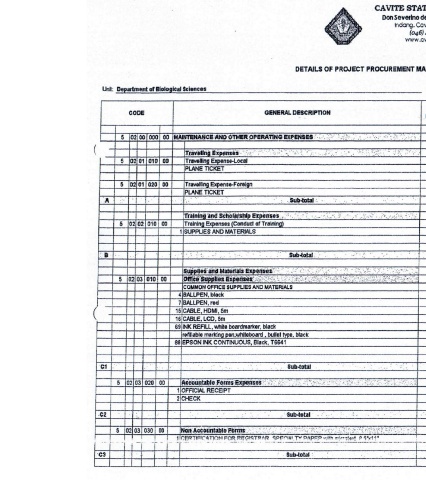 CAVITE STAT
Don Severino de
Indang, Cav
(046)
www.cv
DETAILS OF PROJECT PROCUREMENT MA
Unit: Department of Biological Sciences
CODE GENERAL DESCRIPTION
5 02 00 000 00 MAINTENANCE AND OTHER OPERATING EXPENSES
Travelling Expenses
5 02 01 010 00 Travelling Expense-Local
PLANE TICKET
5 02 01 020 00 Travelling Expense-Foreign
PLANE TICKET
A Sub-total
Training and Scholarship Expenses
5 02 02 010 00 Training Expenses (Conduct of Training)
1 SUPPLIES AND MATERIALS
B Sub-total
Supplies and Materials Expenses
5 02 03 010 00 Office Supplies Expenses
COMMON OFFICE SUPPLIES AND MATERIALS
4 BALLPEN, black
7 BALLPEN, red
15 CABLE, HDMI, 5m
16 CABLE, LCD, 5m
69 INK REFILL, white boardmarker, black
refillable marking pen,whiteboard , bullet type, black
88 EPSON INK CONTINUOUS, Black, T6641
C1 Sub-total
5 02 03 020 00 Accountable Forms Expenses
1 OFFICIAL RECEIPT
2 CHECK
C2 Sub-total
5 02 03 030 00 Non Accountable Forms
CERTIFICATION FOR REGISTRAR, SPECIALTY PAPER with
C3 Sub-total